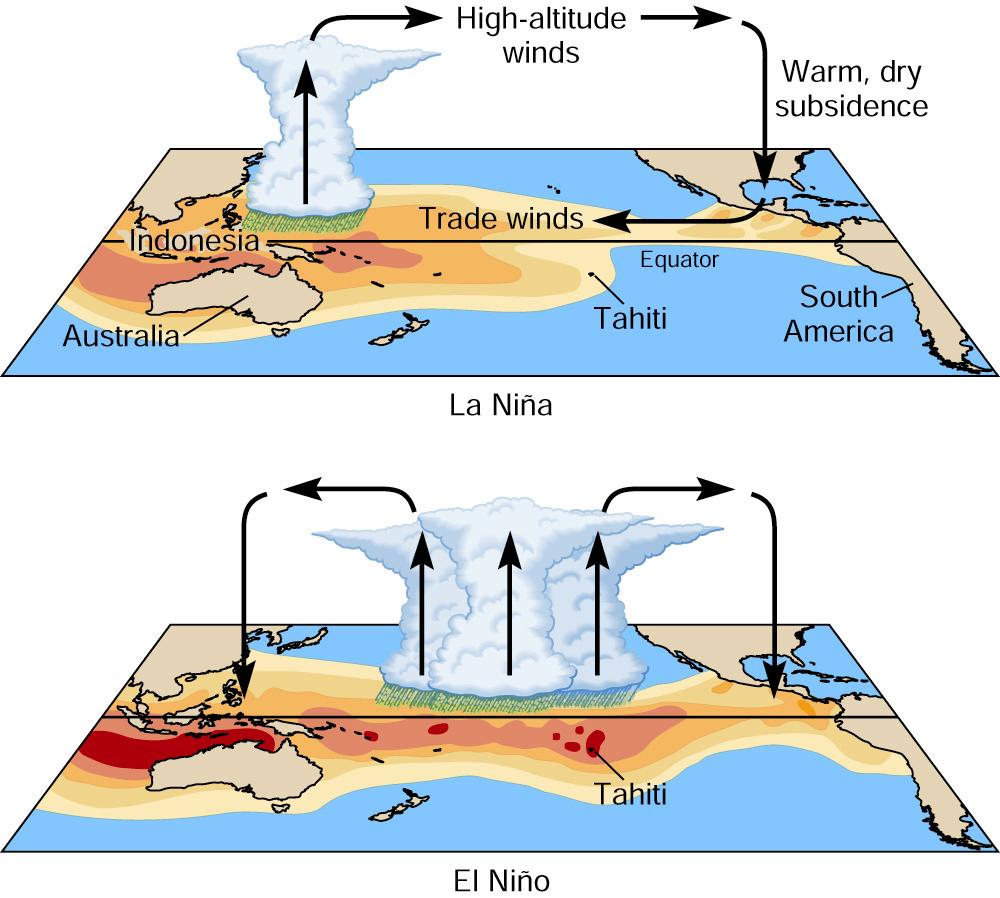 High-altitude
winds
Warm, dry
subsidence
Trade winds
Indonesia
Equator
Tahiti
South
America
Australia
La Niña
Tahiti
El Niño